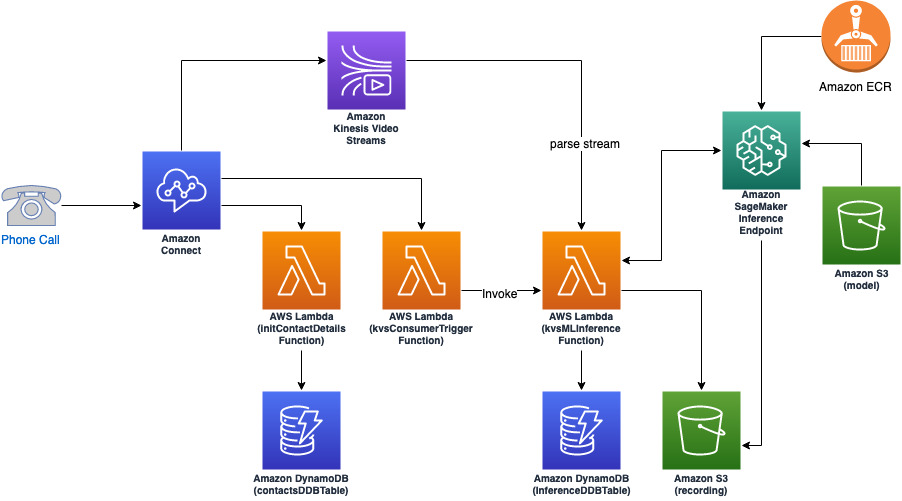 Amazon ECR
Amazon
Kinesis Video
Streams
parse stream
Phone Call
Amazon
Connect
Amazon
SageMaker
Inference
Endpoint
Amazon S3
(model)
Invoke
AWS Lambda
(initContactDetails
Function)
AWS Lambda
(kvsConsumerTrigger
Function)
AWS Lambda
(kvsMLInference
Function)
Amazon DynamoDB
(contactsDDBTable)
Amazon DynamoDB
(InferenceDDBTable)
Amazon S3
(recording)